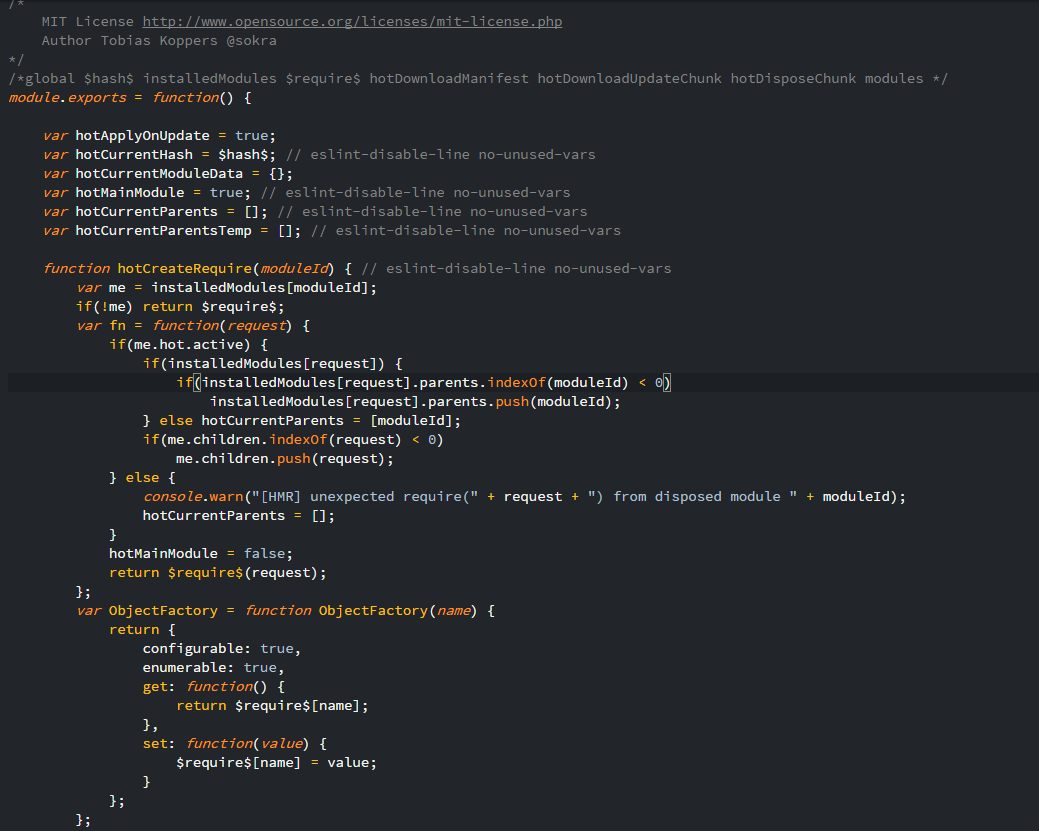 /*
    MIT License http://www.opensource.org/licenses/mit-license.php
    Author Tobias Koppers @sokra
*/
/*global $hash$ installedModules $require$ hotDownloadManifest hotDownloadUpdateChunk hotDisposeChunk modules */
module.exports = function() {

    var hotApplyOnUpdate = true;
    var hotCurrentHash = $hash$; // eslint-disable-line no-unused-vars
    var hotCurrentModuleData = {};
    var hotMainModule = true; // eslint-disable-line no-unused-vars
    var hotCurrentParents = []; // eslint-disable-line no-unused-vars
    var hotCurrentParentsTemp = []; // eslint-disable-line no-unused-vars

    function hotCreateRequire(moduleId) { // eslint-disable-line no-unused-vars
        var me = installedModules[moduleId];
        if(!me) return $require$;
        var fn = function(request) {
            if(me.hot.active) {
                if(installedModules[request]) {
                    if(installedModules[request].parents.indexOf(moduleId) < 0)
                        installedModules[request].parents.push(moduleId);
                } else hotCurrentParents = [moduleId];
                if(me.children.indexOf(request) < 0)
                    me.children.push(request);
            } else {
                console.warn("[HMR] unexpected require(" + request + ") from disposed module " + moduleId);
                hotCurrentParents = [];
            }
            hotMainModule = false;
            return $require$(request);
        };
        var ObjectFactory = function ObjectFactory(name) {
            return {
                configurable: true,
                enumerable: true,
                get: function() {
                    return $require$[name];
                },
                set: function(value) {
                    $require$[name] = value;
                }
            };
        };